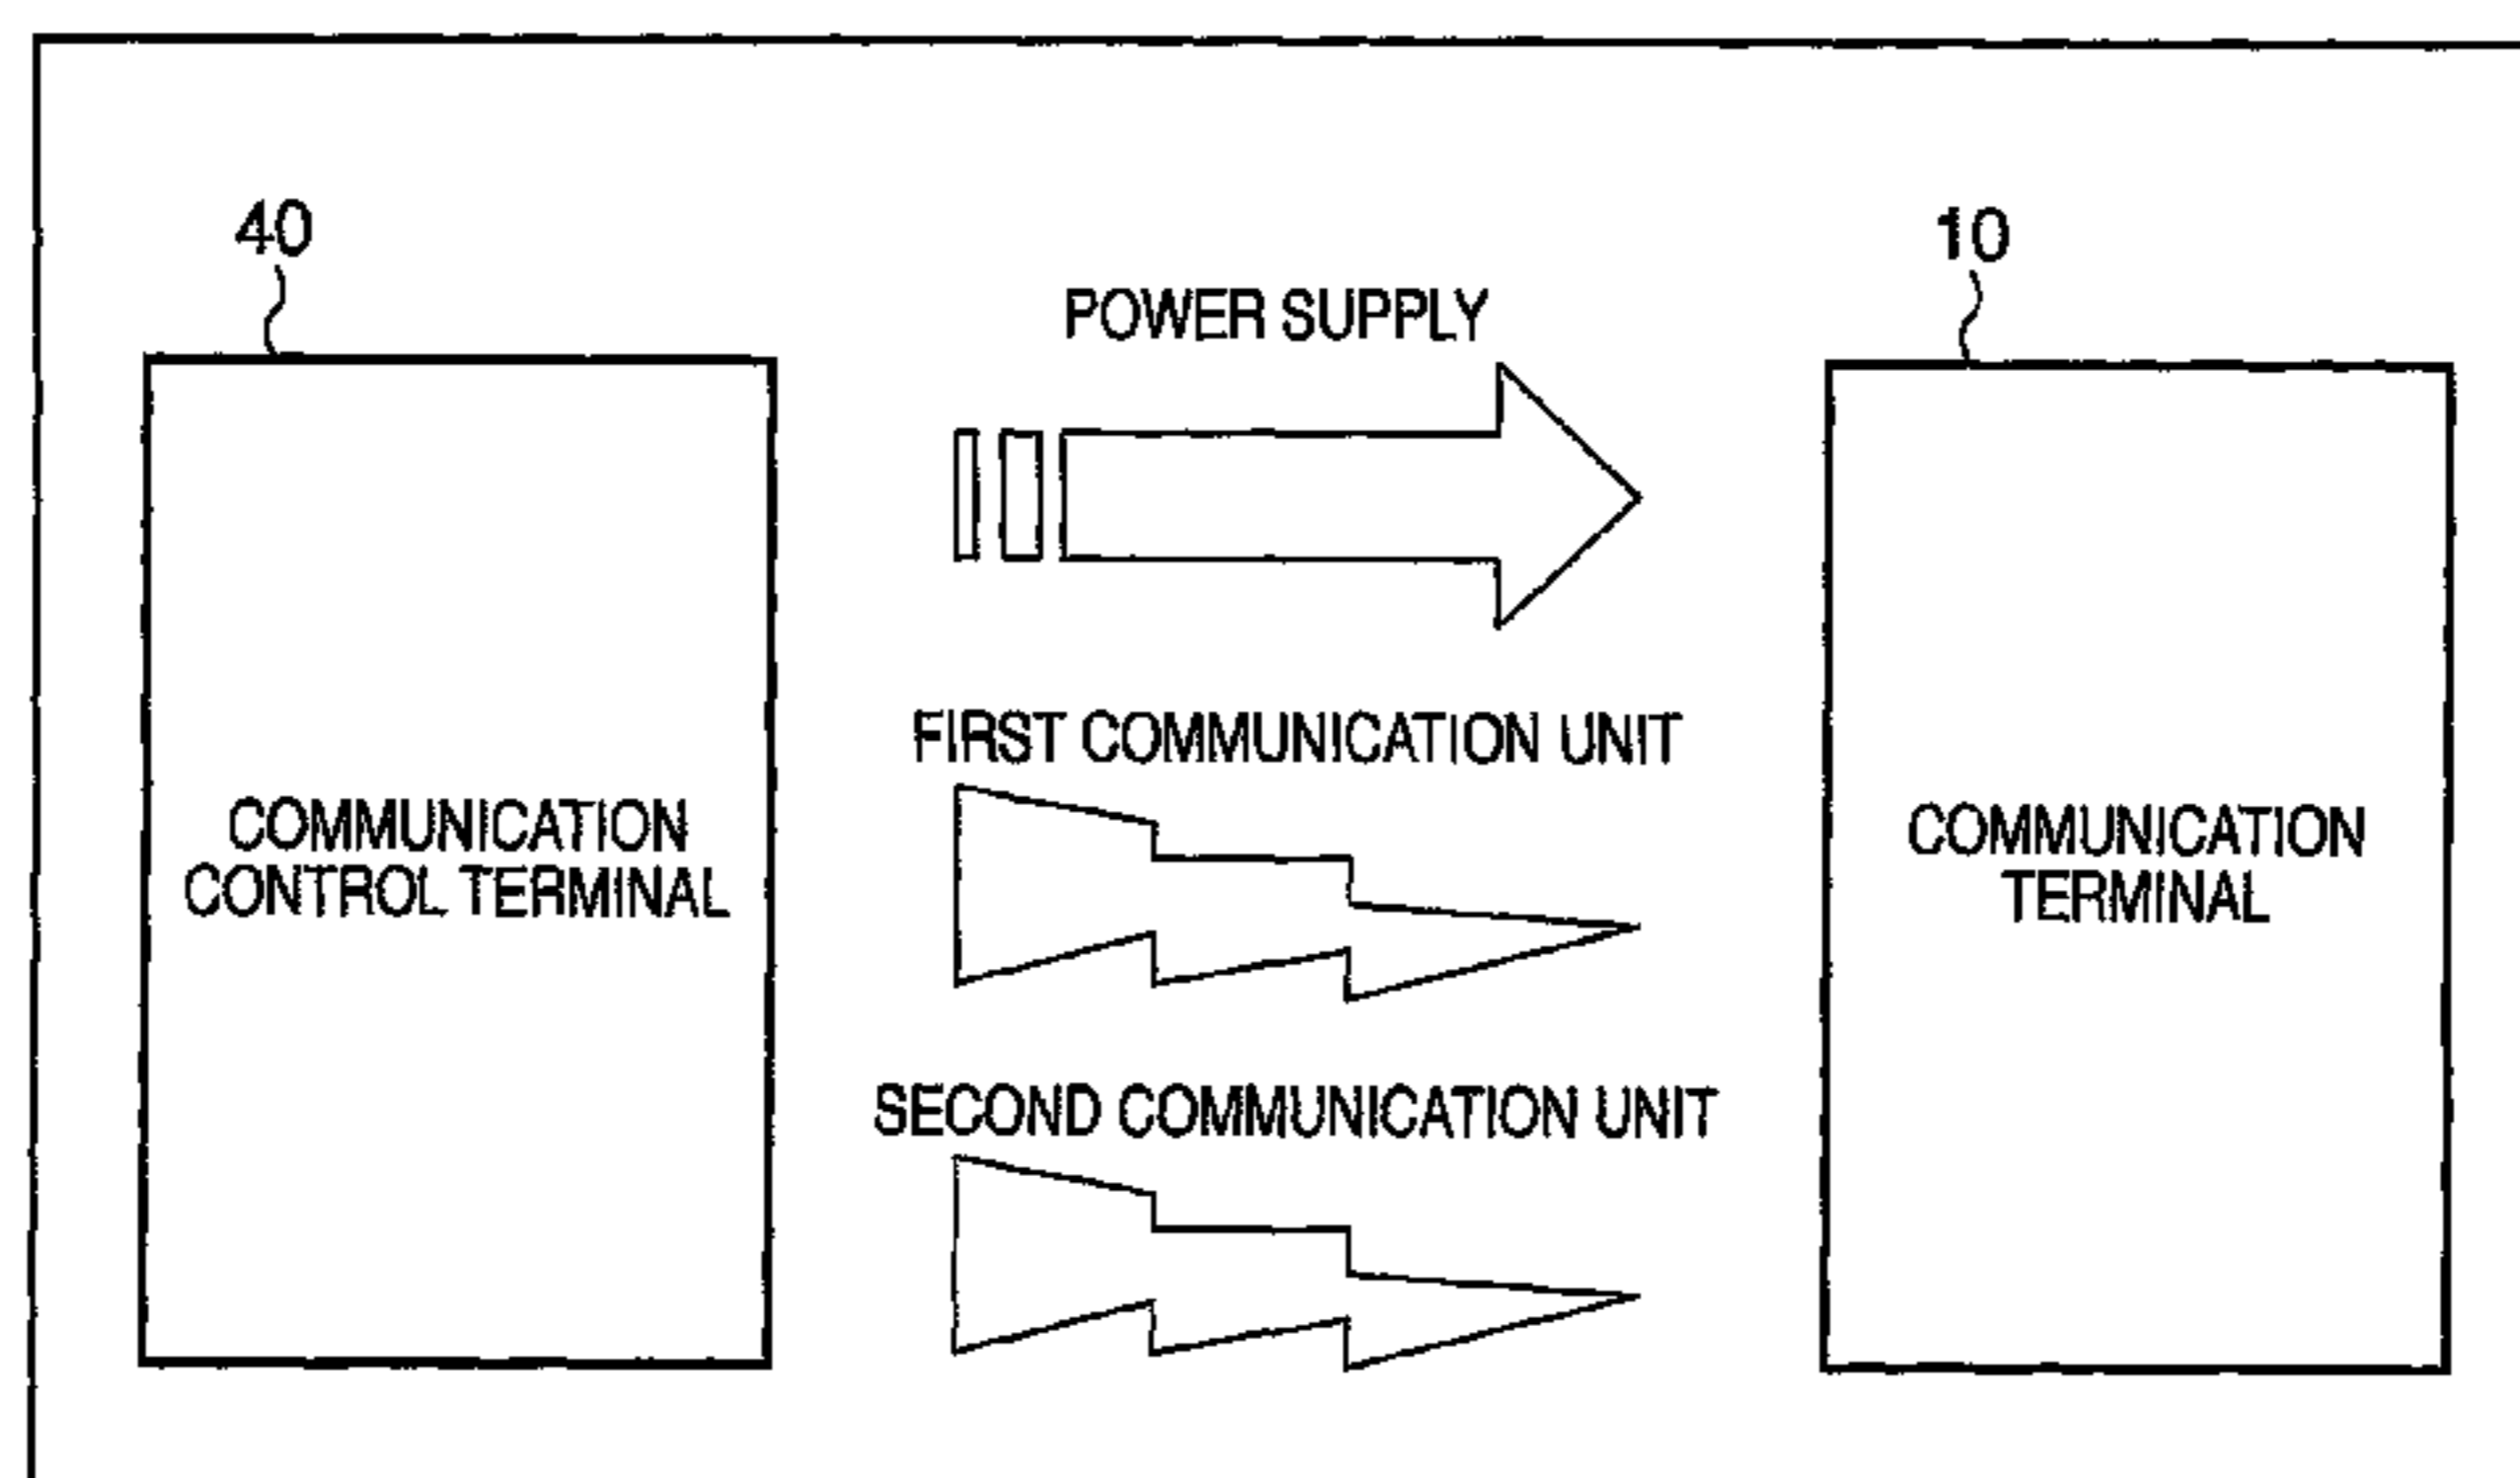 40
10
POWER SUPPLY
FIRST COMMUNICATION UNIT
COMMUNICATION
CONTROL TERMINAL
COMMUNICATION
TERMINAL
SECOND COMMUNICATION UNIT